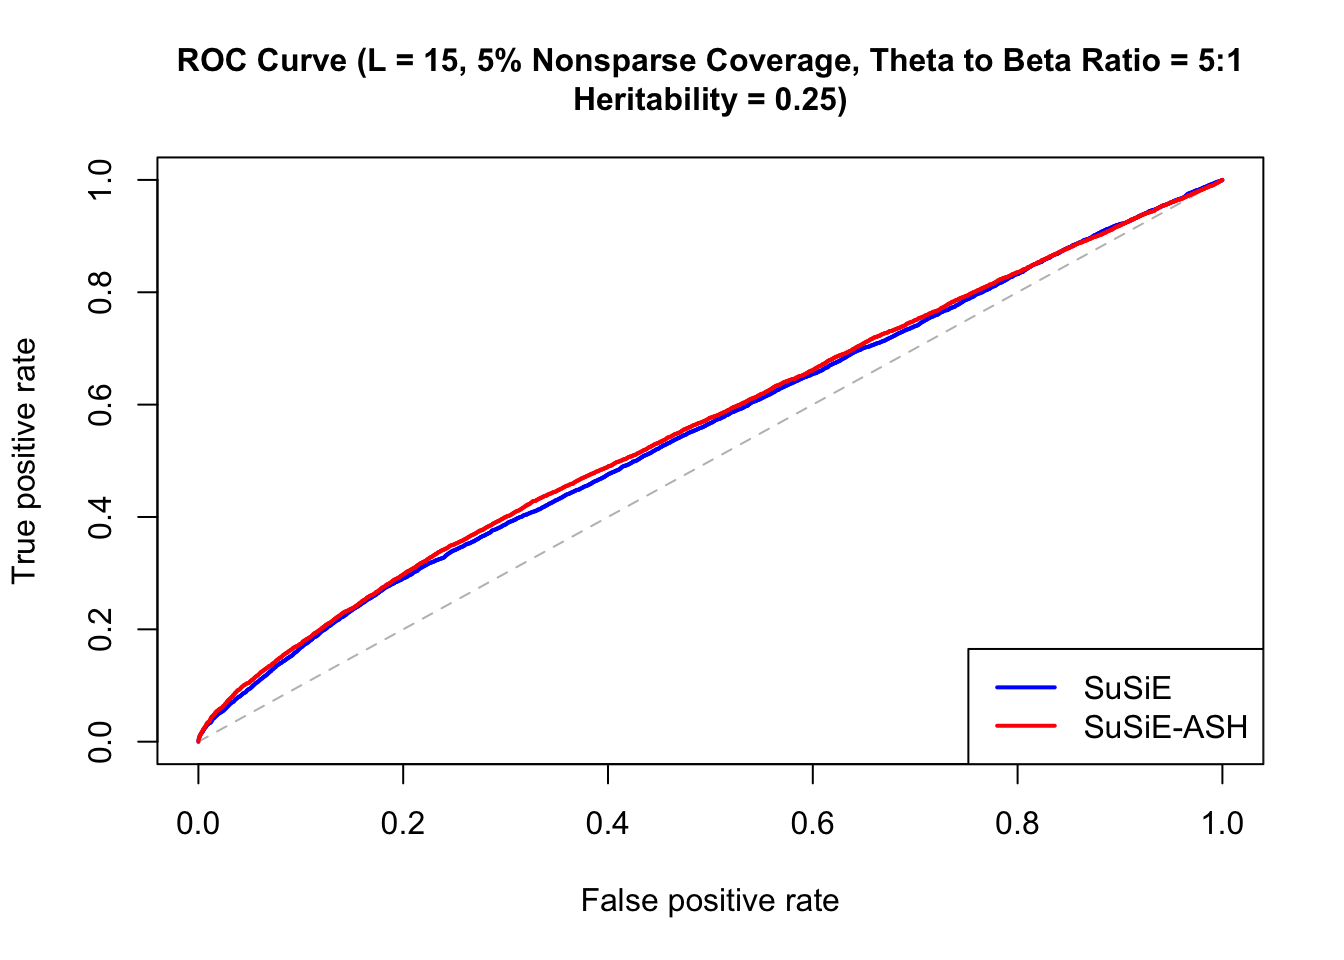 ROC Curve (L = 15, 5% Nonsparse Coverage, Theta to Beta Ratio = 5:1
Heritability = 0.25)
True positive rate
1.0
0.8
0.6
0.4
0.2
0.0
SuSiE
SuSiE-ASH
0.0 0.2 0.4 0.6 0.8 1.0
False positive rate